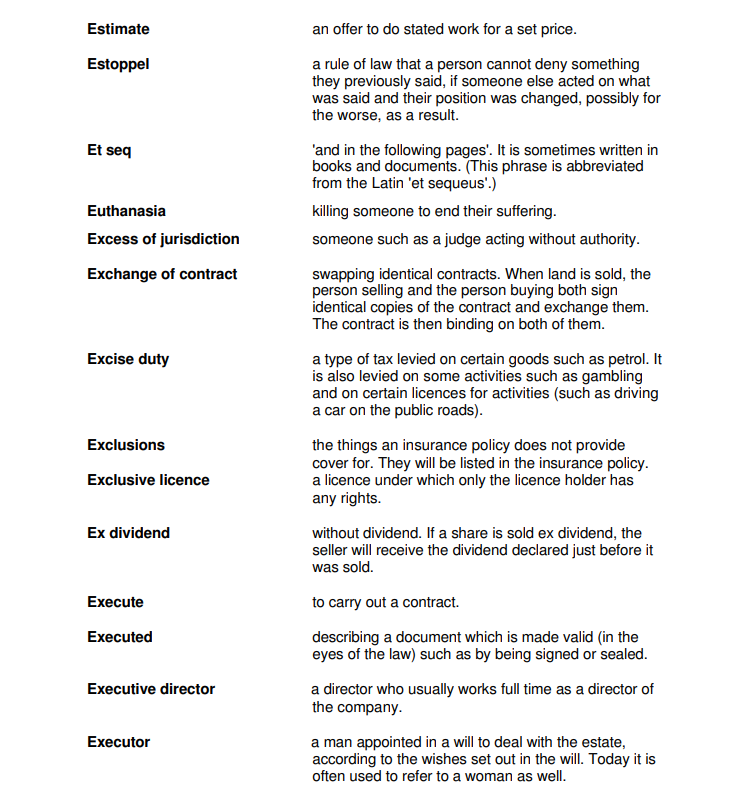 Estimate an offer to do stated work for a set price.
Estoppel a rule of law that a person cannot deny something
they previously said, if someone else acted on what
was said and their position was changed, possibly for
the worse, as a result.
Et seq 'and in the following pages'. It is sometimes written in
books and documents. (This phrase is abbreviated
from the Latin 'et sequeus'.)
Euthanasia killing someone to end their suffering.
Excess of jurisdiction someone such as a judge acting without authority.
Exchange of contract swapping identical contracts. When land is sold, the
person selling and the person buying both sign
identical copies of the contract and exchange them.
The contract is then binding on both of them.
Excise duty a type of tax levied on certain goods such as petrol. It
is also levied on some activities such as gambling
and on certain licences for activities (such as driving
a car on the public roads).
Exclusions the things an insurance policy does not provide
cover for. They will be listed in the insurance policy.
Exclusive licence a licence under which only the licence holder has
any rights.
Ex dividend without dividend. If a share is sold ex dividend, the
seller will receive the dividend declared just before it
was sold.
Execute to carry out a contract.
Executed describing a document which is made valid (in the
eyes of the law) such as by being signed or sealed.
Executive director a director who usually works full time as a director of
the company.
Executor a man appointed in a will to deal with the estate,
according to the wishes set out in the will. Today it is
often used to refer to a woman as well.